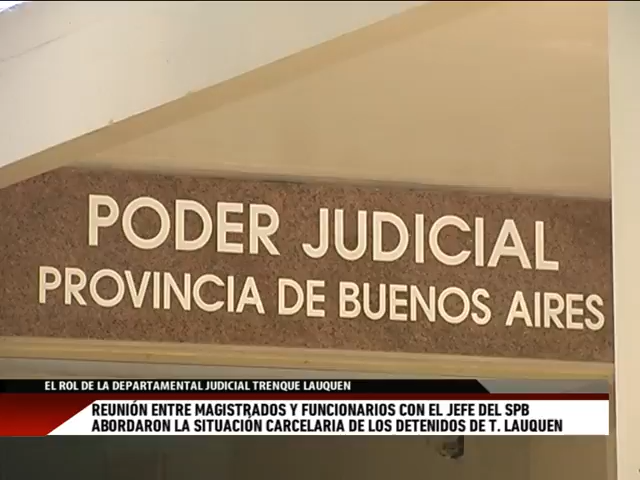 PODER JUDICIAL
PROVINCIA DE BUENOS AIRES
EL ROL DE LA DEPARTAMENTAL JUDICIAL TRENQUE LAUQUEN
REUNIÓN ENTRE MAGISTRADOS Y FUNCIONARIOS CON EL JEFE DEL SPB
ABORDARON LA SITUACIÓN CARCELARIA DE LOS DETENIDOS DE T. LAUQUEN